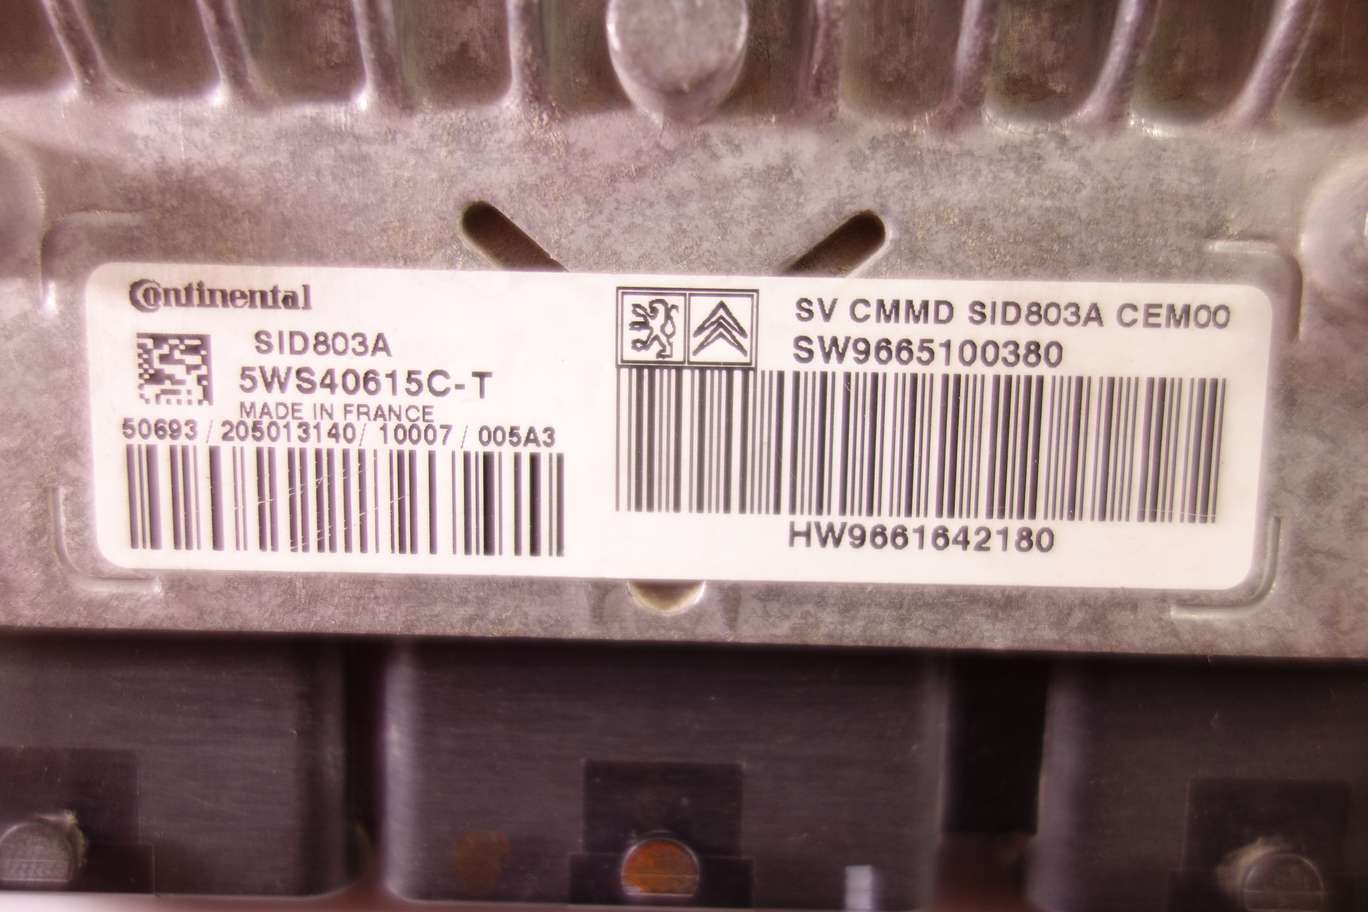 Continental
SID803A
5WS40615C-T
MADE IN FRANCE
50693 / 205013140 / 10007 / 005A3
SV CMMD SID803A CEM00
SW9665100380
HW9661642180